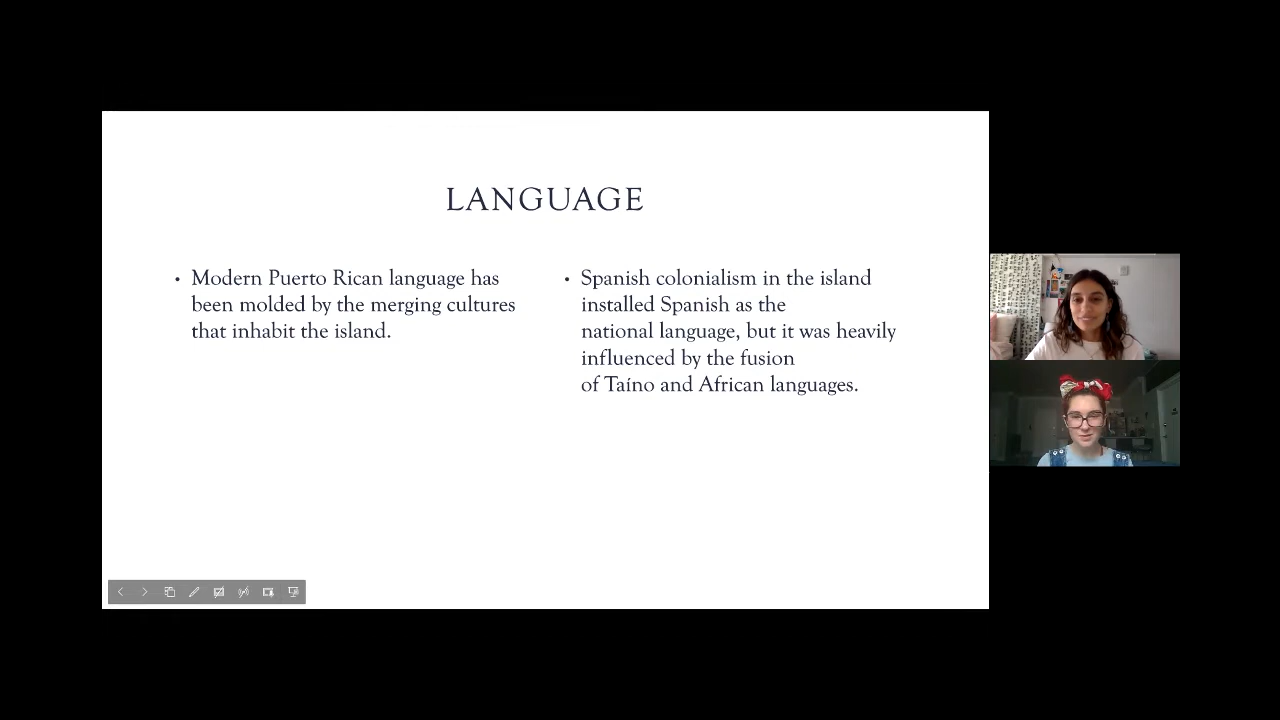 LANGUAGE
• Modern Puerto Rican language has
been molded by the merging cultures
that inhabit the island.
• Spanish colonialism in the island
installed Spanish as the
national language, but it was heavily
influenced by the fusion
of Taíno and African languages.